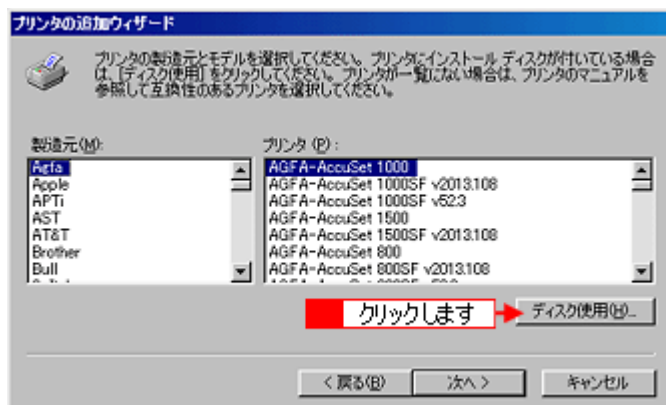 プリンタの追加ウィザード
プリンタの製造元とモデルを選択してください。プリンタにインストール ディスクが付いている場合
は、[ディスク使用] をクリックしてください。プリンタが一覧にない場合は、プリンタのマニュアルを
参照して互換性のあるプリンタを選択してください。
製造元(M):
プリンタ (P) :
Agfa
Apple
APTi
AST
AT&T
Brother
Bull
AGFA-AccuSet 1000
AGFA-AccuSet 1000SF v2013.108
AGFA-AccuSet 1000SF v52.3
AGFA-AccuSet 1500
AGFA-AccuSet 1500SF v2013.108
AGFA-AccuSet 800
AGFA-AccuSet 800SF v2013.108
クリックします
ディスク使用(H)...
< 戻る(B)
次へ >
キャンセル